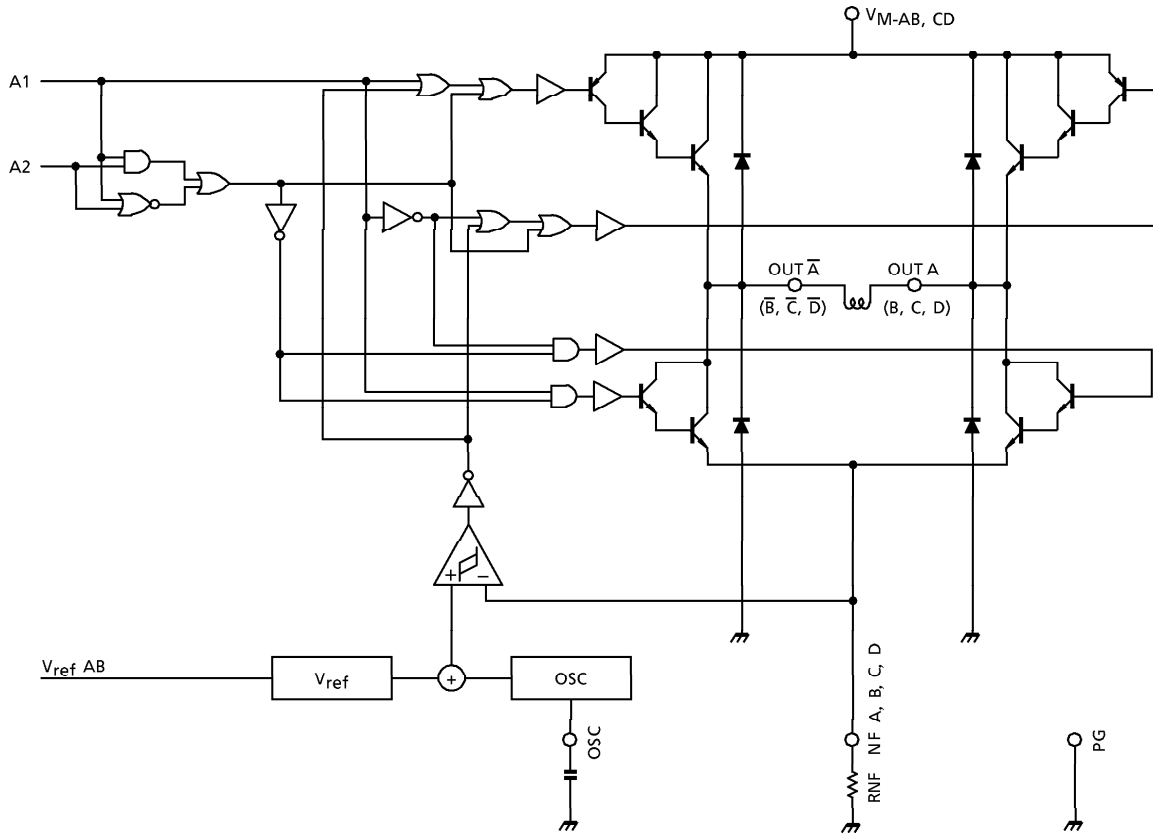 V_M-AB, CD
A1
A2
OUT A̅
OUT A
(B̅, C̅, D̅)
(B, C, D)
+
−
V_ref AB
V_ref
+
OSC
OSC
NF A, B, C, D
RNF
PG